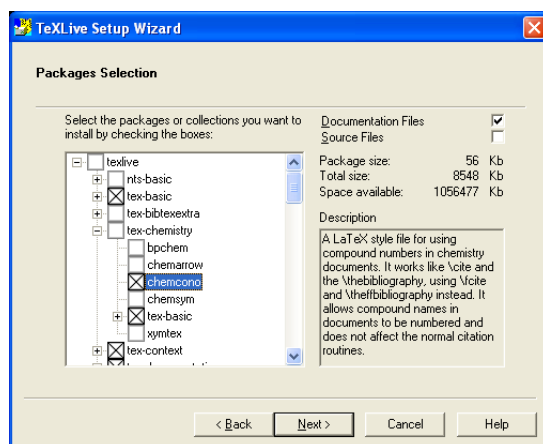 TeXLive Setup Wizard
Packages Selection
Select the packages or collections you want to
install by checking the boxes:
texlive
nts-basic
tex-basic
tex-bibtexextra
tex-chemistry
bpchem
chemarrow
chemcono
chemsym
tex-basic
xymtex
tex-context
Documentation Files
Source Files
Package size: 56 Kb
Total size: 8548 Kb
Space available: 1056477 Kb
Description
A LaTeX style file for using
compound numbers in chemistry
documents. It works like \cite and
the \thebibliography, using \fcite
and \theffbibliography instead. It
allows compound names in
documents to be numbered and
does not affect the normal citation
routines.
< Back
Next >
Cancel
Help